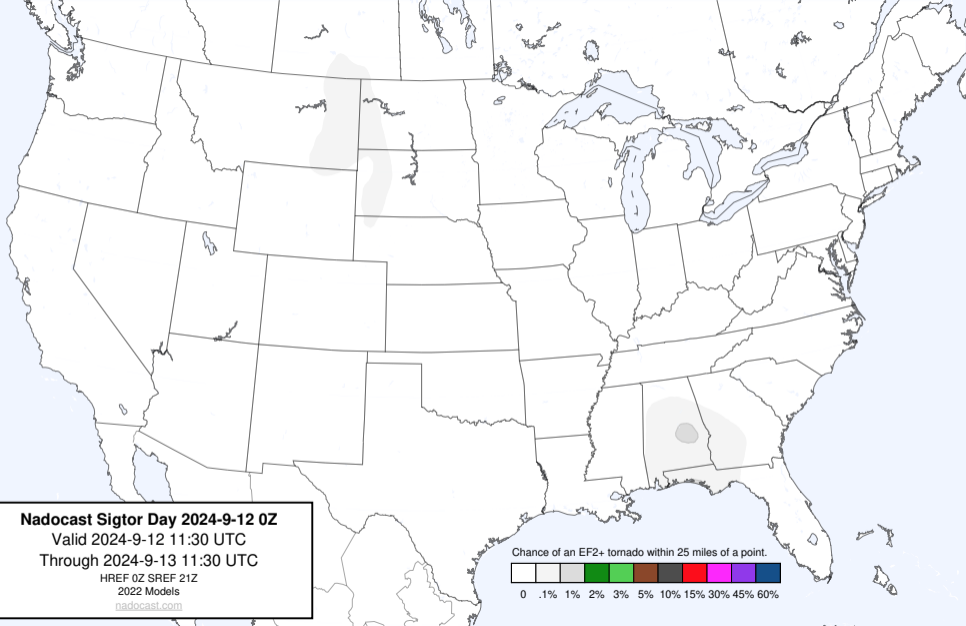 Nadocast Sigtor Day 2024-9-12 0Z
Valid 2024-9-12 11:30 UTC
Through 2024-9-13 11:30 UTC
HREF 0Z SREF 21Z
2022 Models
nadocast.com
Chance of an EF2+ tornado within 25 miles of a point.
0 .1% 1% 2% 3% 5% 10% 15% 30% 45% 60%